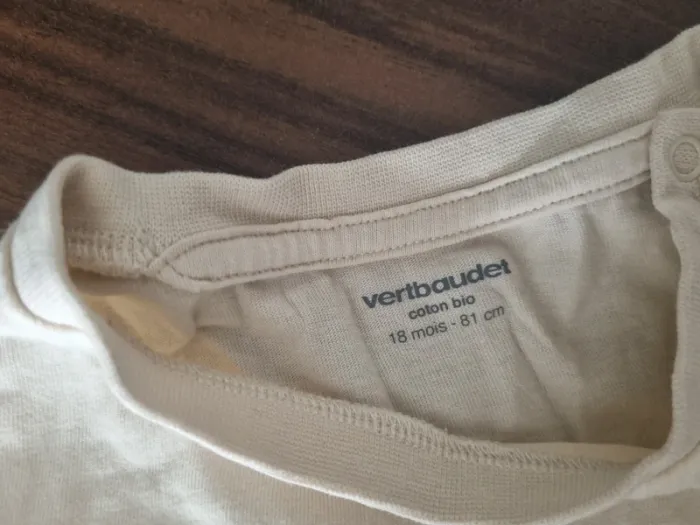 vertbaudet
coton bio
18 mois - 81 cm